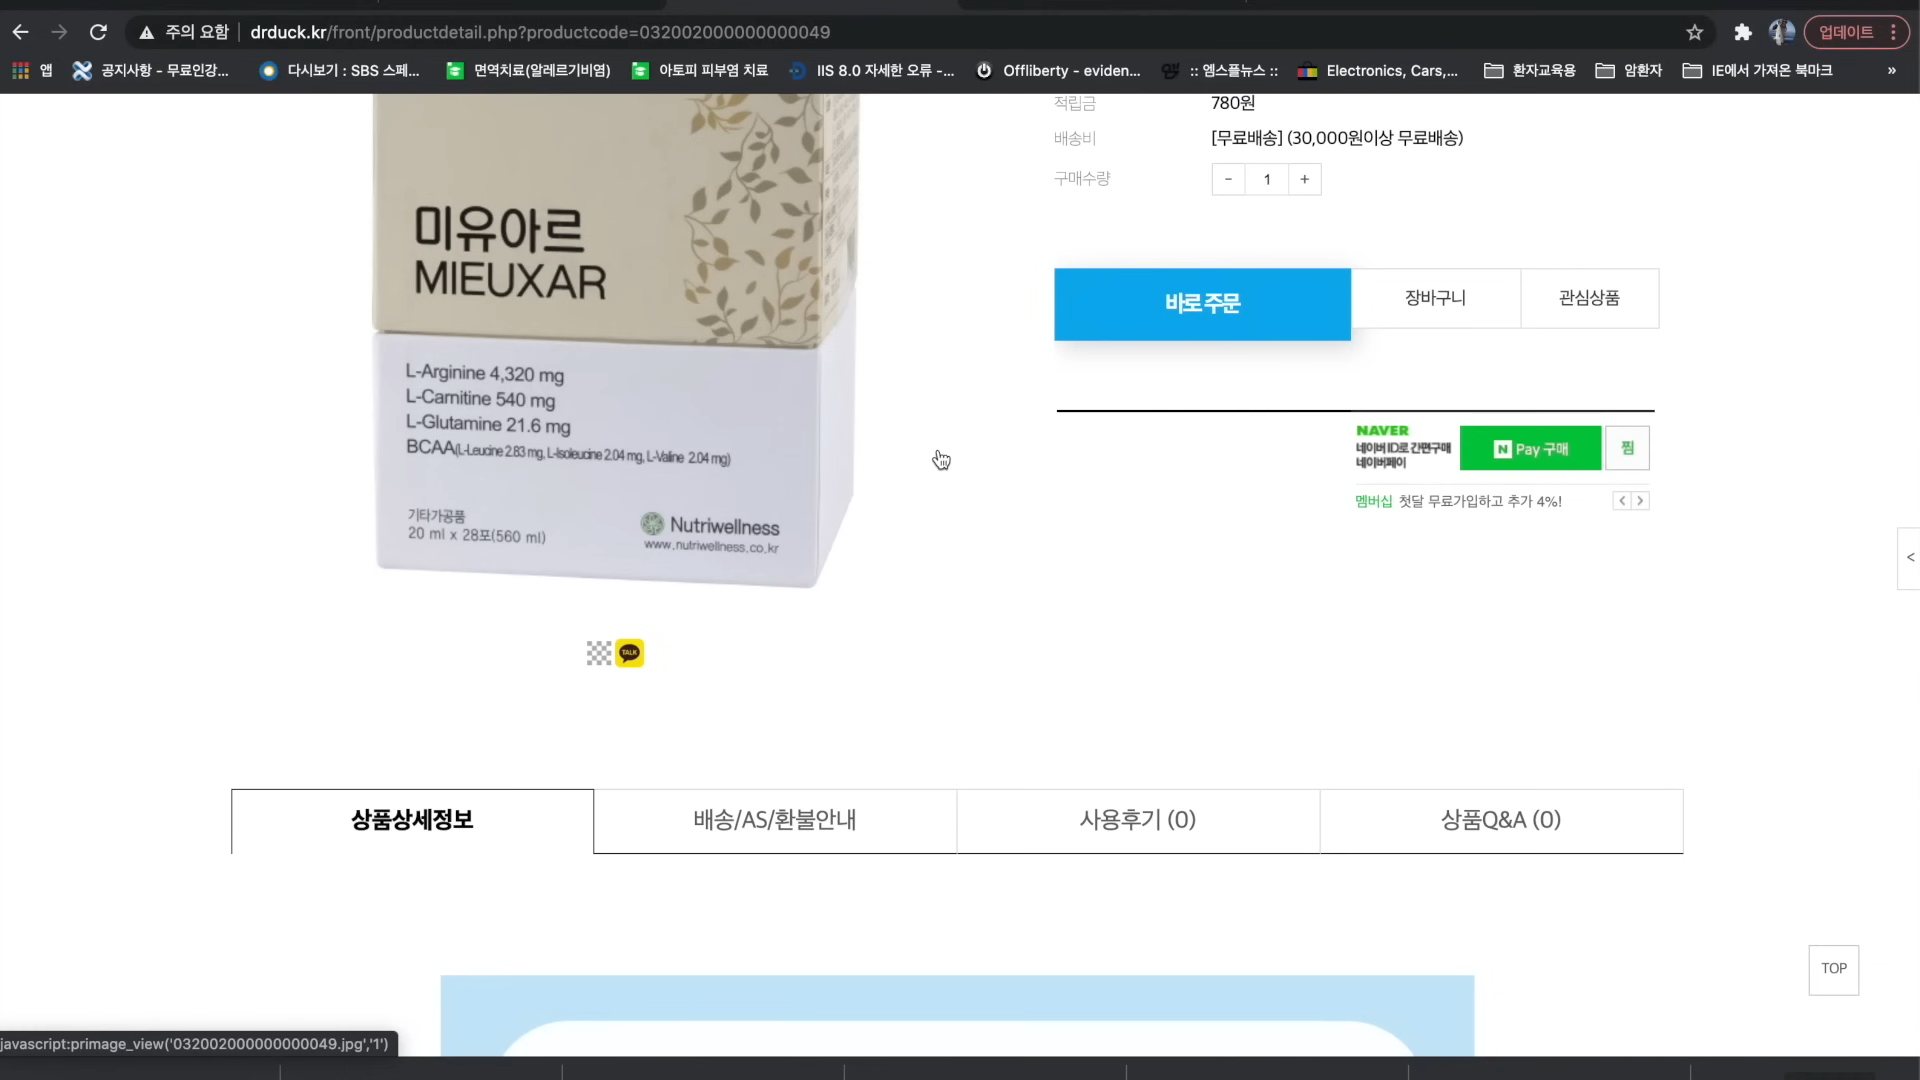 주의 요함 drduck.kr/front/productdetail.php?productcode=032002000000000049 업데이트
앱 공지사항 - 무료인강... 다시보기 : SBS 스페... 면역치료(알레르기비염) 아토피 피부염 치료 IIS 8.0 자세한 오류 -... Offliberty - eviden... :: 엠스플뉴스 :: Electronics, Cars,... 환자교육용 암환자 IE에서 가져온 북마크 »
적립금 780원
배송비 [무료배송] (30,000원이상 무료배송)
구매수량 - 1 +
미유아르
MIEUXAR
바로 주문 장바구니 관심상품
L-Arginine 4,320 mg
L-Carnitine 540 mg
L-Glutamine 21.6 mg
BCAA(L-Leucine 2.83 mg, L-Isoleucine 2.04 mg, L-Valine 2.04 mg)
NAVER
네이버 ID로 간편구매
네이버페이
N Pay 구매 찜
멤버십 첫달 무료가입하고 추가 4%! < >
기타가공품
20 ml x 28포(560 ml)
Nutriwellness
www.nutriwellness.co.kr
<
TALK
상품상세정보 배송/AS/환불안내 사용후기 (0) 상품Q&A (0)
TOP
javascript:primage_view('032002000000000049.jpg','1')